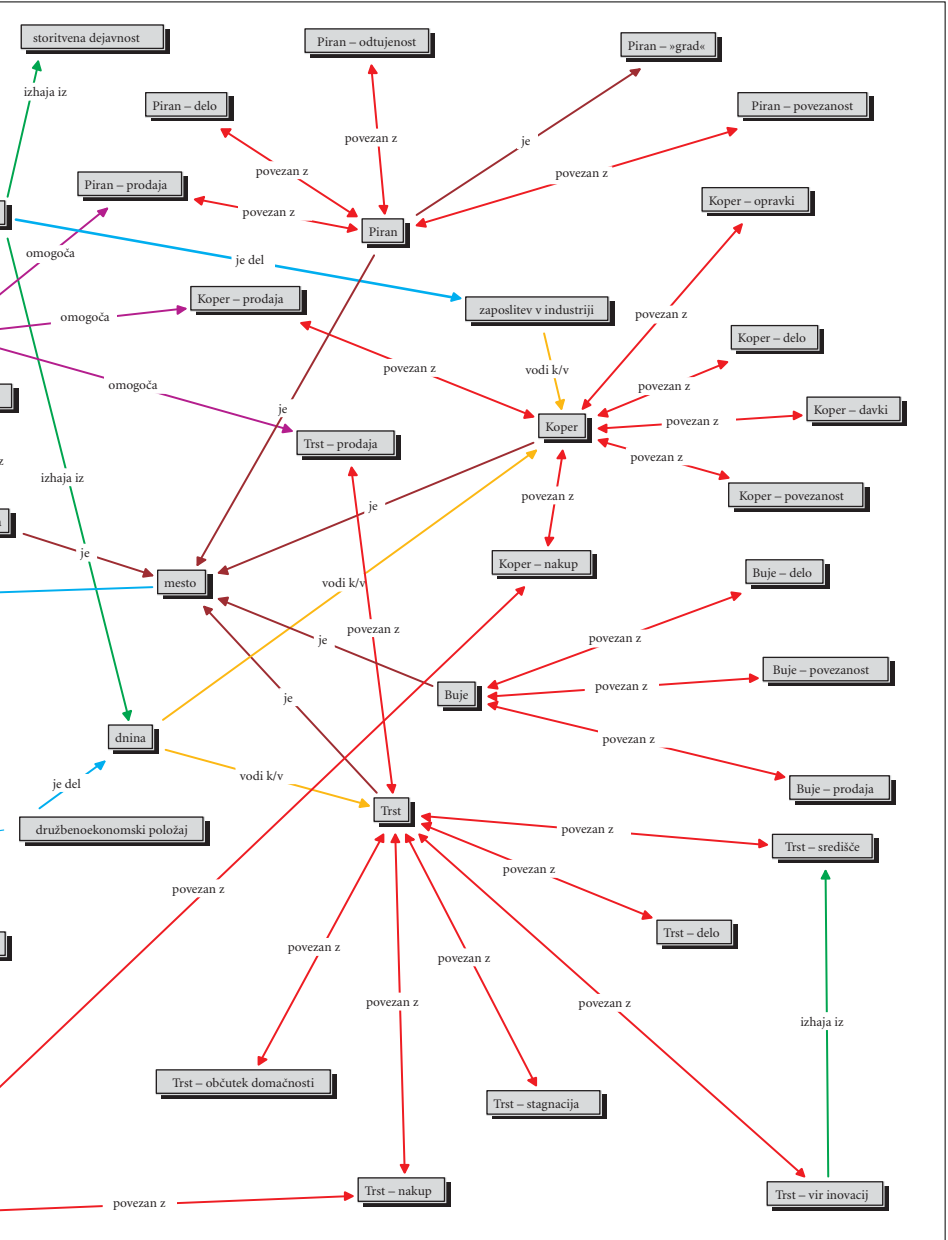 storitvena dejavnost
Piran – odtujenost
Piran – »grad«
izhaja iz
Piran – delo
Piran – povezanost
povezan z
je
povezan z
povezan z
Piran – prodaja
Koper – opravki
povezan z
Piran
omogoča
je del
Koper – prodaja
zaposlitev v industriji
omogoča
povezan z
Koper – delo
povezan z
vodi k/v
omogoča
povezan z
je
Koper – davki
povezan z
Koper
Trst – prodaja
povezan z
z
izhaja iz
povezan z
Koper – povezanost
je
je
Koper – nakup
Buje – delo
mesto
vodi k/v
povezan z
je
povezan z
Buje – povezanost
povezan z
Buje
je
dnina
povezan z
vodi k/v
je del
Buje – prodaja
Trst
družbenoekonomski položaj
povezan z
Trst – središče
povezan z
povezan z
Trst – delo
povezan z
povezan z
povezan z
povezan z
izhaja iz
Trst – občutek domačnosti
Trst – stagnacija
Trst – nakup
Trst – vir inovacij
povezan z